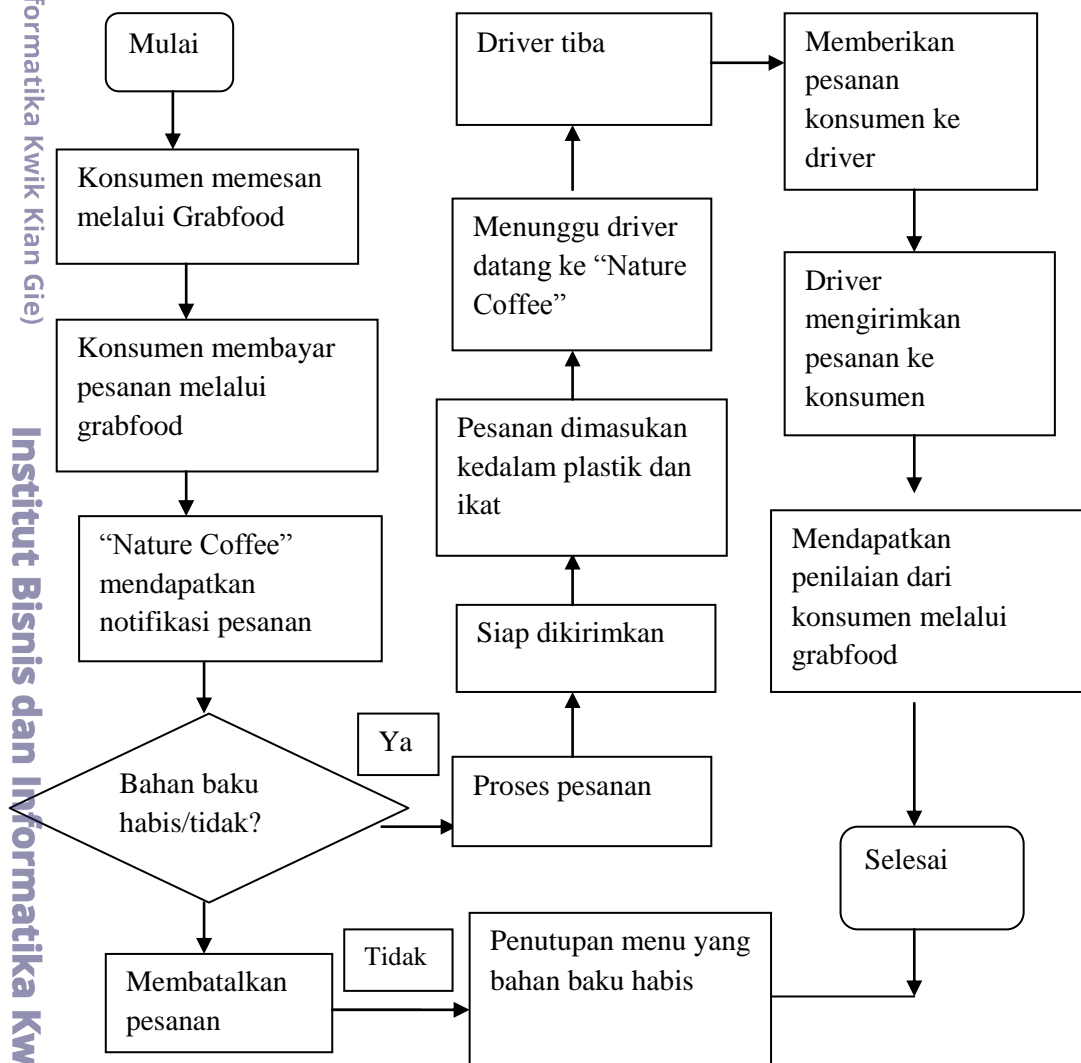 Mulai
Konsumen memesan
melalui Grabfood
Konsumen membayar
pesanan melalui
grabfood
“Nature Coffee”
mendapatkan
notifikasi pesanan
Bahan baku
habis/tidak?
Ya
Proses pesanan
Siap dikirimkan
Pesanan dimasukan
kedalam plastik dan
ikat
Menunggu driver
datang ke “Nature
Coffee”
Driver tiba
Memberikan
pesanan
konsumen ke
driver
Driver
mengirimkan
pesanan ke
konsumen
Mendapatkan
penilaian dari
konsumen melalui
grabfood
Selesai
Membatalkan
pesanan
Tidak
Penutupan menu yang
bahan baku habis
formatika Kwik Kian Gie)
Institut Bisnis dan Informatika Kw